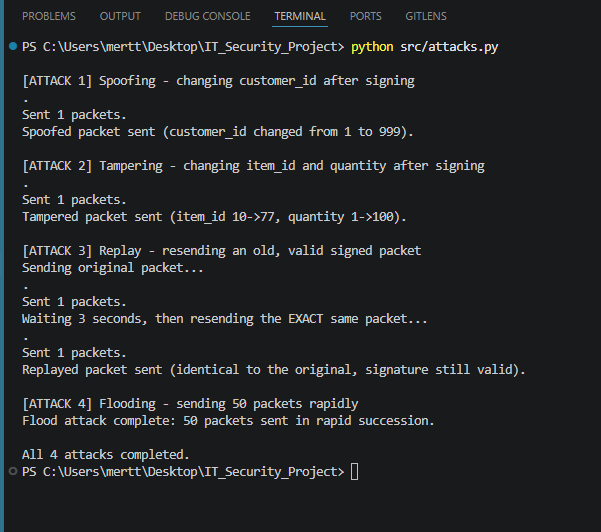 PROBLEMS OUTPUT DEBUG CONSOLE TERMINAL PORTS GITLENS
PS C:\Users\mertt\Desktop\IT_Security_Project> python src/attacks.py
[ATTACK 1] Spoofing - changing customer_id after signing
.
Sent 1 packets.
Spoofed packet sent (customer_id changed from 1 to 999).
[ATTACK 2] Tampering - changing item_id and quantity after signing
.
Sent 1 packets.
Tampered packet sent (item_id 10->77, quantity 1->100).
[ATTACK 3] Replay - resending an old, valid signed packet
Sending original packet...
.
Sent 1 packets.
Waiting 3 seconds, then resending the EXACT same packet...
.
Sent 1 packets.
Replayed packet sent (identical to the original, signature still valid).
[ATTACK 4] Flooding - sending 50 packets rapidly
Flood attack complete: 50 packets sent in rapid succession.
All 4 attacks completed.
PS C:\Users\mertt\Desktop\IT_Security_Project>